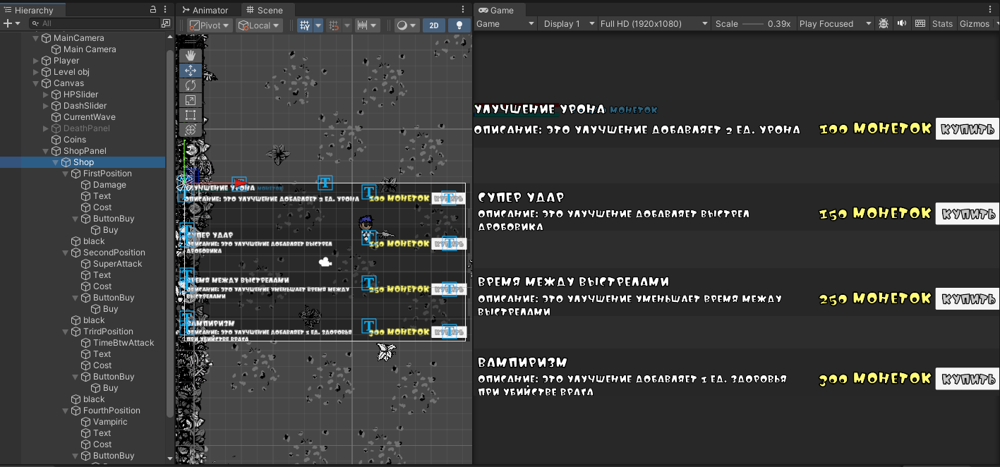 Hierarchy
Animator
Scene
Game
All
Pivot
Local
2D
Game
Display 1
Full HD (1920x1080)
Scale
0.39x
Play Focused
Stats
Gizmos
MainCamera
Main Camera
Player
Level obj
Canvas
HPSlider
DashSlider
CurrentWave
DeathPanel
Coins
ShopPanel
Shop
FirstPosition
Damage
Text
Cost
ButtonBuy
Buy
black
SecondPosition
SuperAttack
Text
Cost
ButtonBuy
Buy
black
TrirdPosition
TimeBtwAttack
Text
Cost
ButtonBuy
Buy
black
FourthPosition
Vampiric
Text
Cost
ButtonBuy
УЛУЧШЕНИЕ УРОНА МОНЕТОК
ОПИСАНИЕ: ЭТО УЛУЧШЕНИЕ ДОБАВЛЯЕТ 2 ЕД. УРОНА
100 МОНЕТОК
КУПИТЬ
СУПЕР УДАР
ОПИСАНИЕ: ЭТО УЛУЧШЕНИЕ ДОБАВЛЯЕТ ВЫСТРЕЛ
ДРОБОВИКА
150 МОНЕТОК
КУПИТЬ
ВРЕМЯ МЕЖДУ ВЫСТРЕЛАМИ
ОПИСАНИЕ: ЭТО УЛУЧШЕНИЕ УМЕНЬШАЕТ ВРЕМЯ МЕЖДУ
ВЫСТРЕЛАМИ
250 МОНЕТОК
КУПИТЬ
ВАМПИРИЗМ
ОПИСАНИЕ: ЭТО УЛУЧШЕНИЕ ДОБАВЛЯЕТ 1 ЕД. ЗДОРОВЬЯ
ПРИ УБИЙСТВЕ ВРАГА
300 МОНЕТОК
КУПИТЬ
УЛУЧШЕНИЕ УРОНА МОНЕТОК
ОПИСАНИЕ: ЭТО УЛУЧШЕНИЕ ДОБАВЛЯЕТ 2 ЕД. УРОНА
100 МОНЕТОК
КУПИТЬ
СУПЕР УДАР
ОПИСАНИЕ: ЭТО УЛУЧШЕНИЕ ДОБАВЛЯЕТ ВЫСТРЕЛ
ДРОБОВИКА
150 МОНЕТОК
КУПИТЬ
ВРЕМЯ МЕЖДУ ВЫСТРЕЛАМИ
ОПИСАНИЕ: ЭТО УЛУЧШЕНИЕ УМЕНЬШАЕТ ВРЕМЯ МЕЖДУ
ВЫСТРЕЛАМИ
250 МОНЕТОК
КУПИТЬ
ВАМПИРИЗМ
ОПИСАНИЕ: ЭТО УЛУЧШЕНИЕ ДОБАВЛЯЕТ 1 ЕД. ЗДОРОВЬЯ
ПРИ УБИЙСТВЕ ВРАГА
300 МОНЕТОК
КУПИТЬ